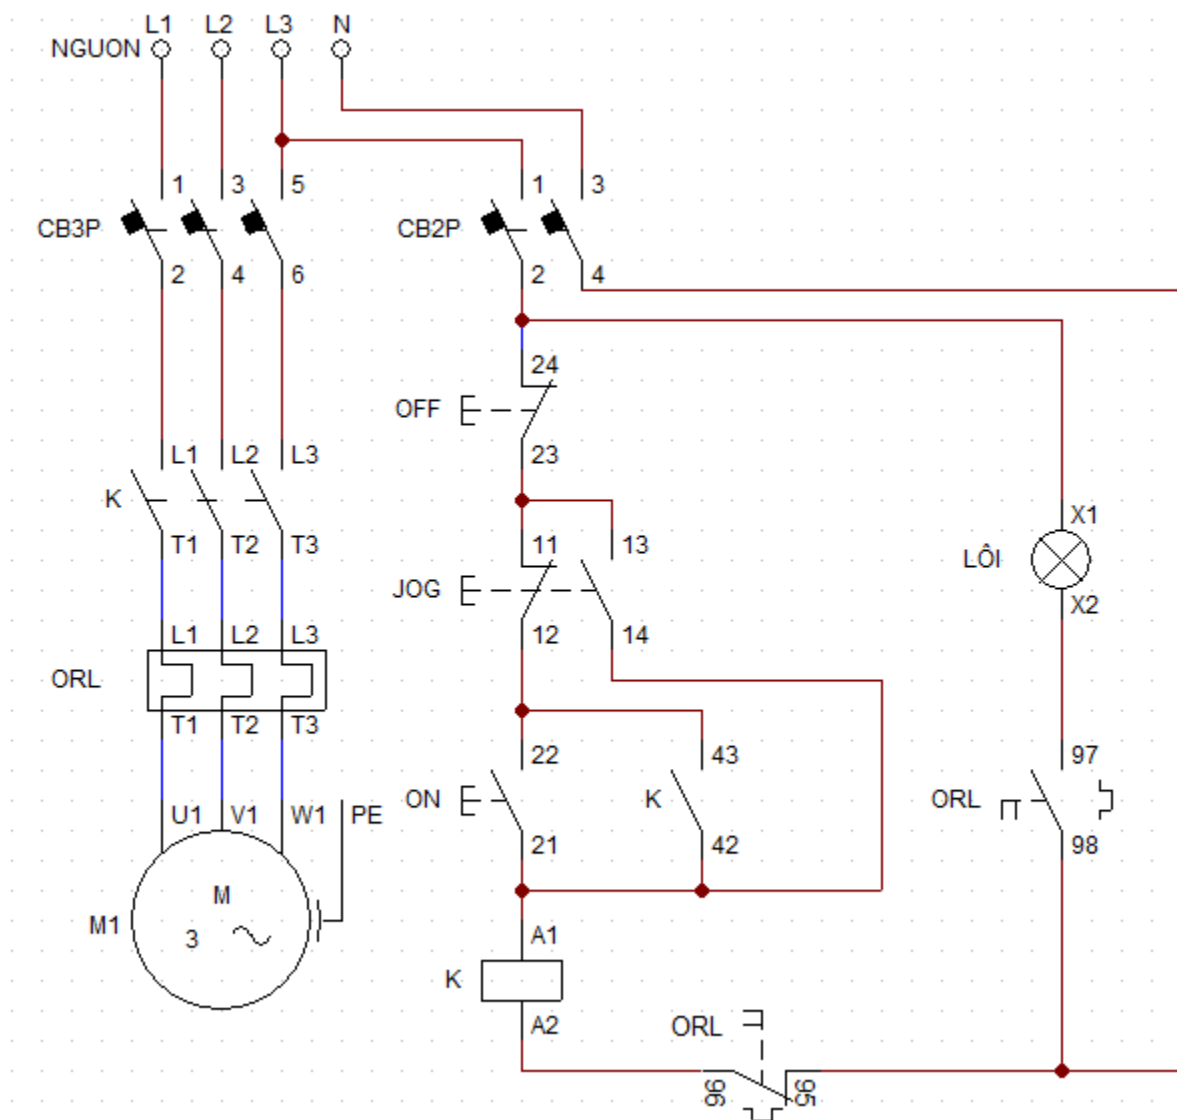 L1 L2 L3 N
NGUON
1 3 5 1 3
CB3P CB2P
2 4 6 2 4
24
OFF
23
L1 L2 L3
K
T1 T2 T3
X1
11 13
LÔI
JOG
X2
12 14
L1 L2 L3
ORL
T1 T2 T3
22 43 97
ON K ORL
U1 V1 W1 PE
21 42 98
M
M1 3
A1
K
A2
ORL
96 95